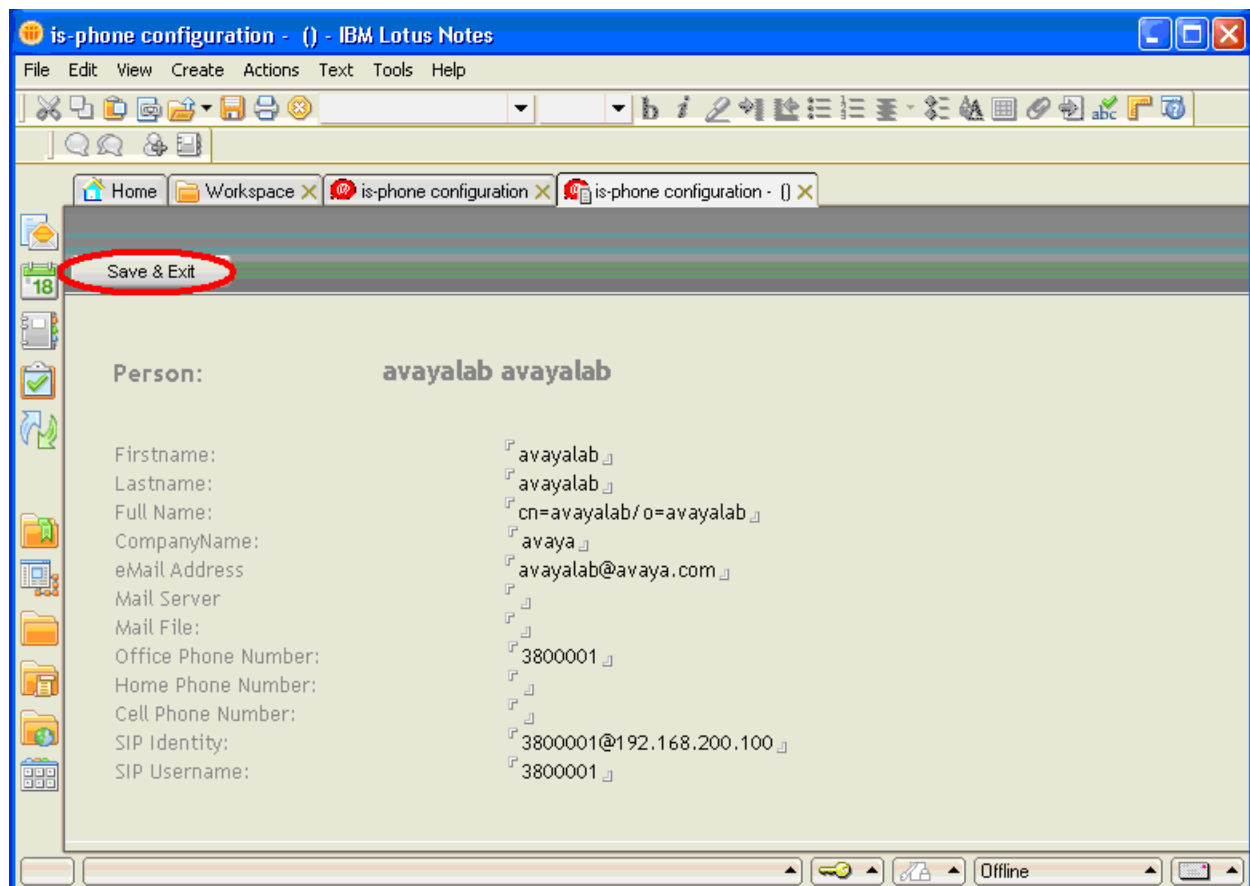 is-phone configuration - () - IBM Lotus Notes
File Edit View Create Actions Text Tools Help
Home Workspace is-phone configuration is-phone configuration - ()
Save & Exit
18
Person: avayalab avayalab
Firstname: avayalab
Lastname: avayalab
Full Name: cn=avayalab/o=avayalab
CompanyName: avaya
eMail Address avayalab@avaya.com
Mail Server
Mail File:
Office Phone Number: 3800001
Home Phone Number:
Cell Phone Number:
SIP Identity: 3800001@192.168.200.100
SIP Username: 3800001
Offline